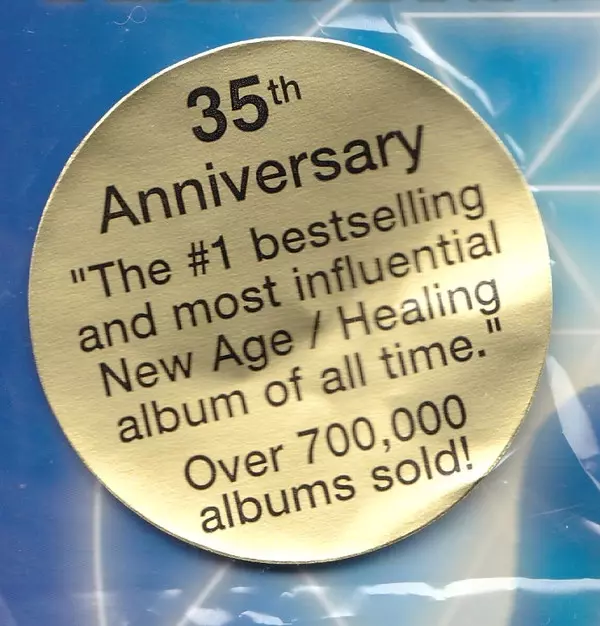 35th
Anniversary
"The #1 bestselling
and most influential
New Age / Healing
album of all time."
Over 700,000
albums sold!